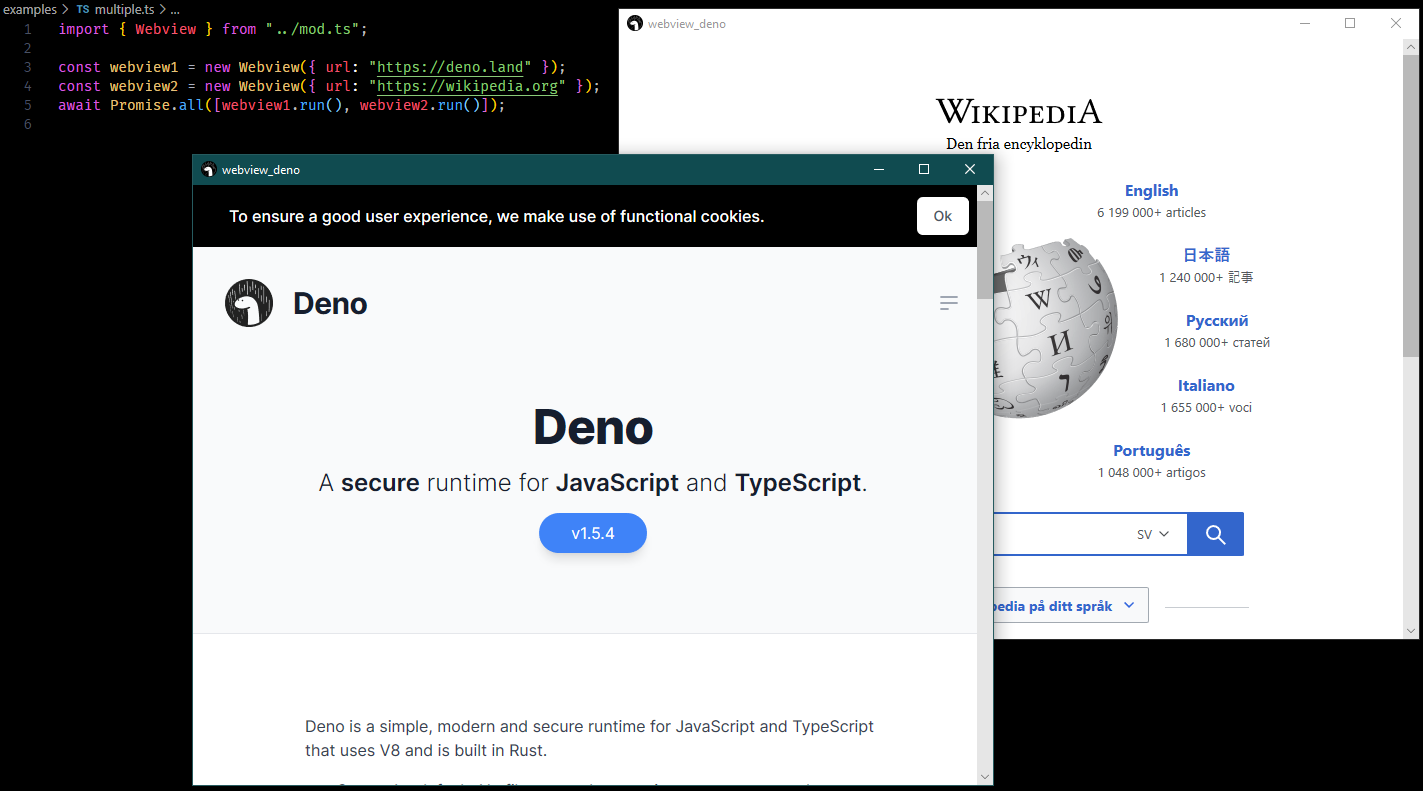 examples > TS multiple.ts > ...
1 import { Webview } from "../mod.ts";
2
3 const webview1 = new Webview({ url: "https://deno.land" });
4 const webview2 = new Webview({ url: "https://wikipedia.org" });
5 await Promise.all([webview1.run(), webview2.run()]);
6
webview_deno
WIKIPEDIA
Den fria encyklopedin
English
6 199 000+ articles
日本語
1 240 000+ 記事
Русский
1 680 000+ статей
Italiano
1 655 000+ voci
Português
1 048 000+ artigos
ウィ
W
И
SV
pedia på ditt språk
webview_deno
To ensure a good user experience, we make use of functional cookies.
Ok
Deno
Deno
A secure runtime for JavaScript and TypeScript.
v1.5.4
Deno is a simple, modern and secure runtime for JavaScript and TypeScript
that uses V8 and is built in Rust.